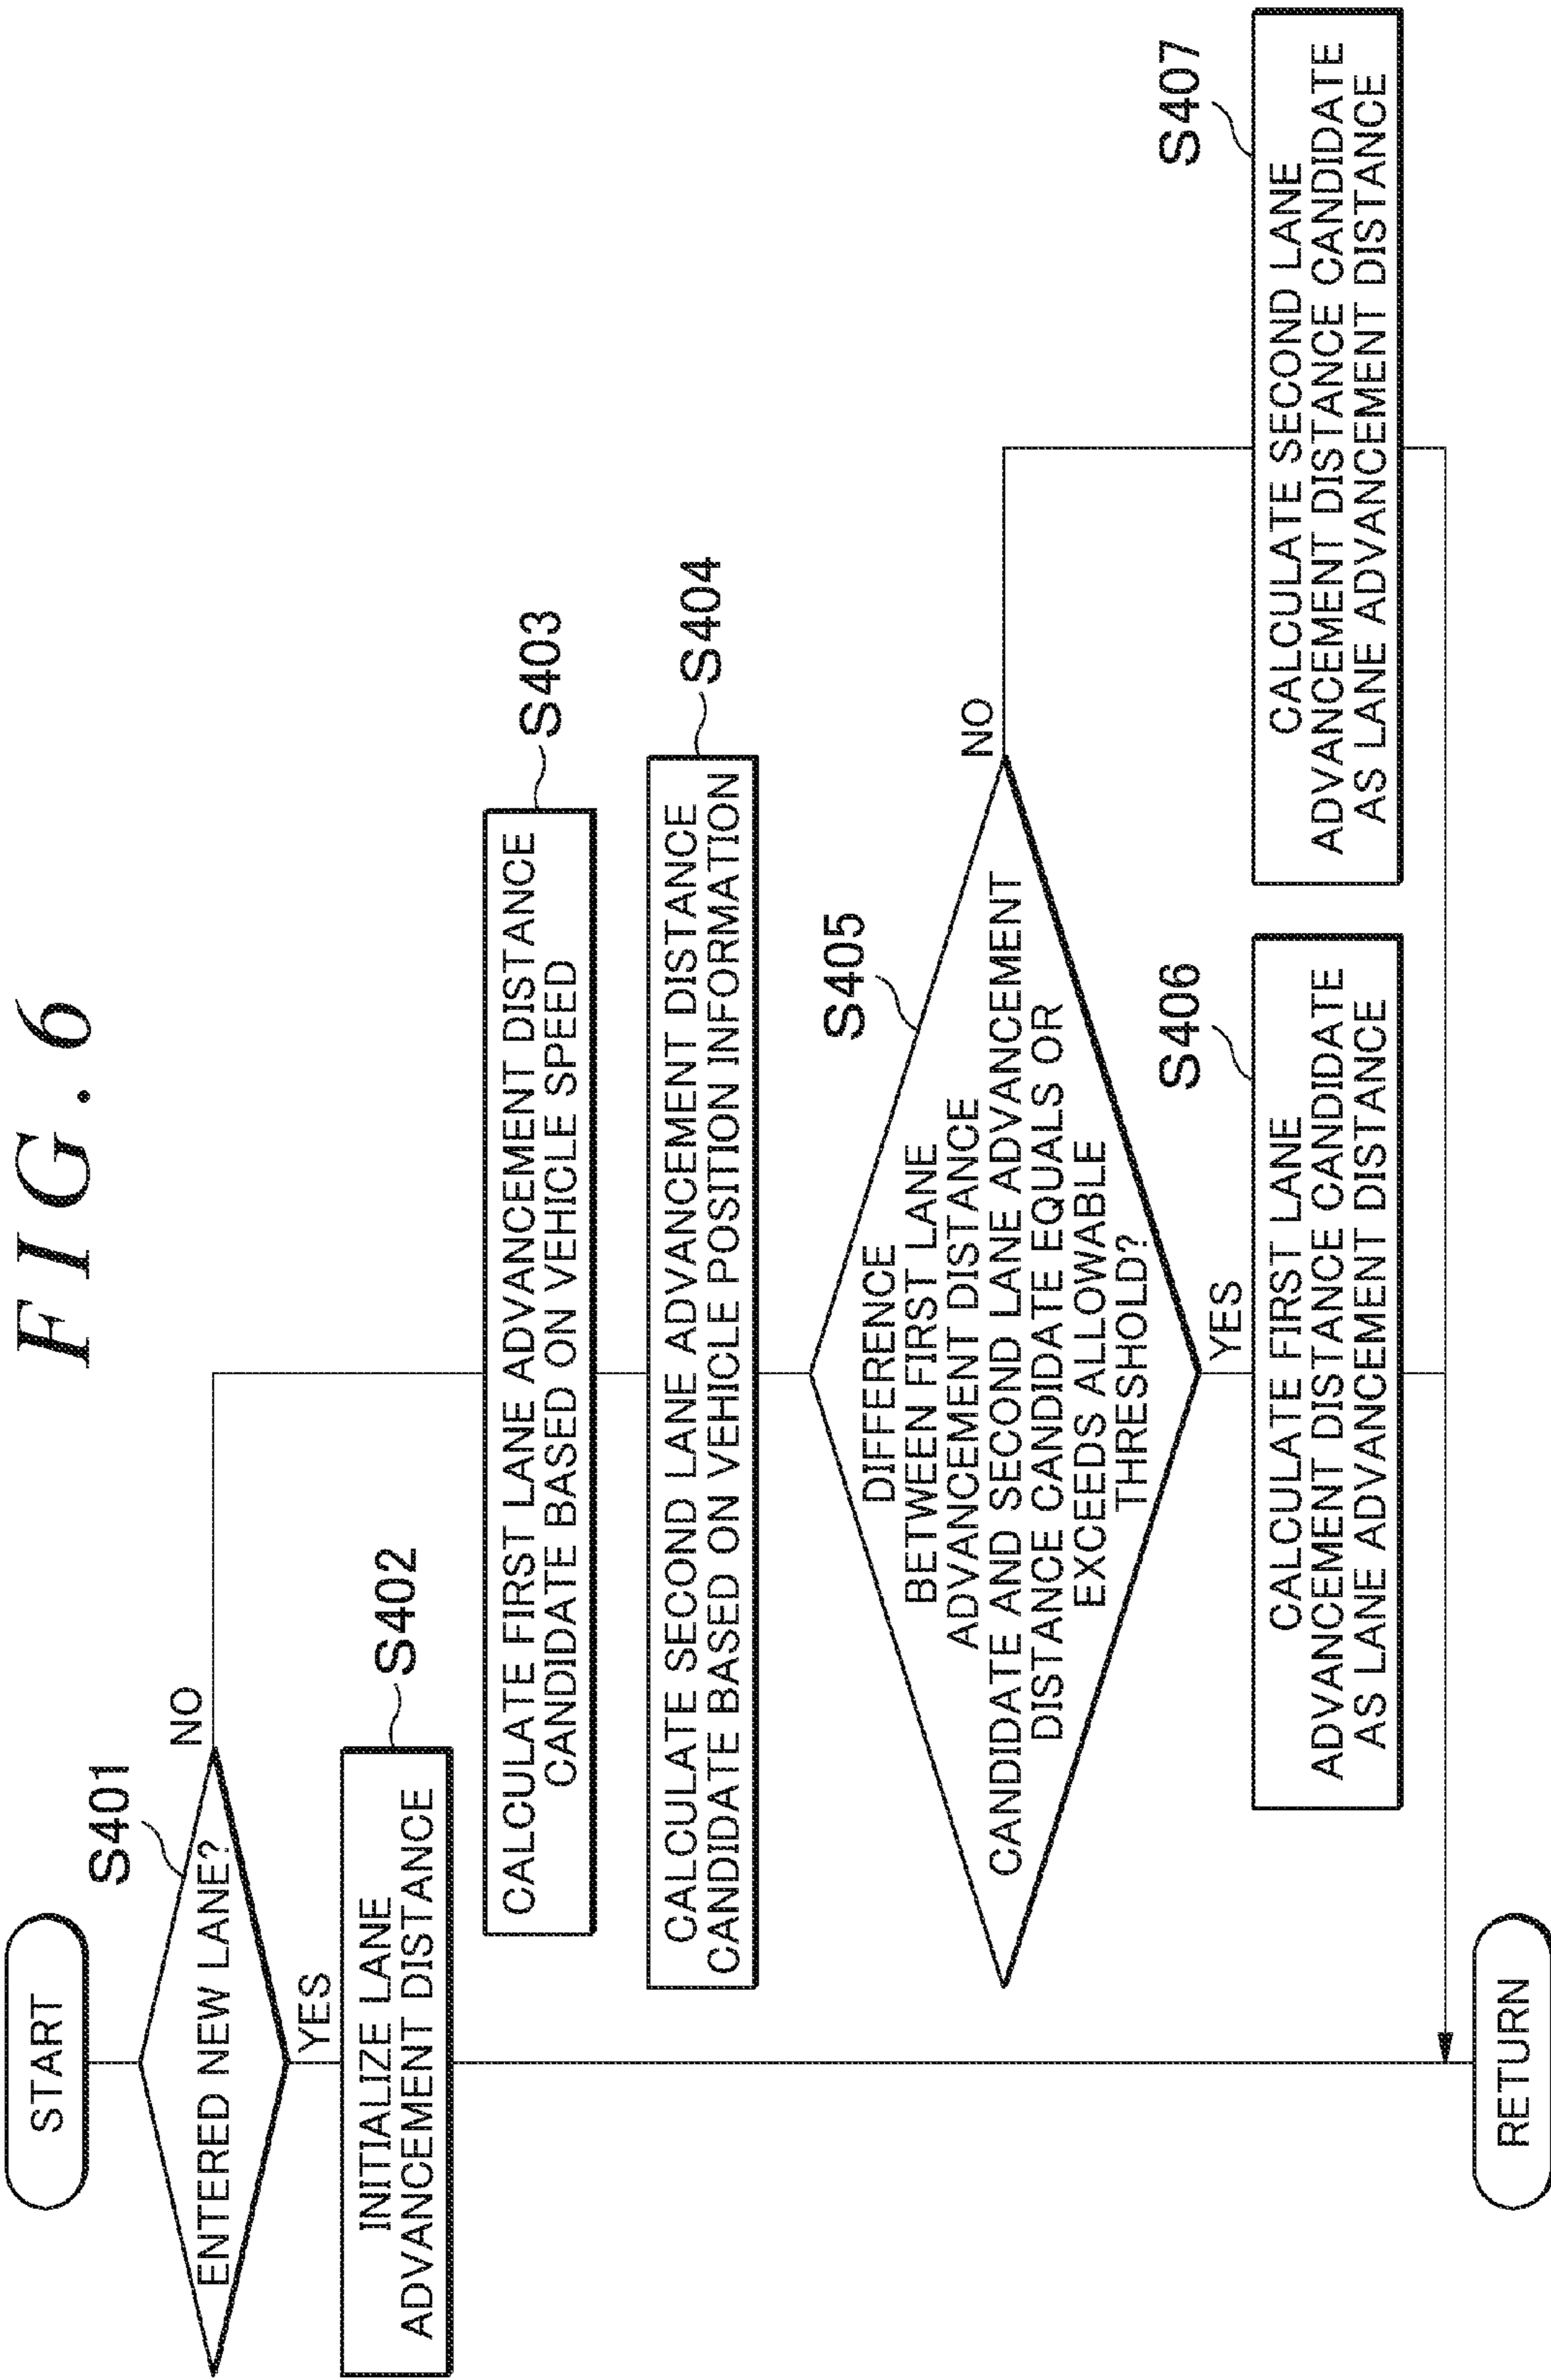 FIG. 6
START
S401
ENTERED NEW LANE?
NO
YES
S402
INITIALIZE LANE
ADVANCEMENT DISTANCE
S403
CALCULATE FIRST LANE ADVANCEMENT DISTANCE
CANDIDATE BASED ON VEHICLE SPEED
S404
CALCULATE SECOND LANE ADVANCEMENT DISTANCE
CANDIDATE BASED ON VEHICLE POSITION INFORMATION
S405
DIFFERENCE
BETWEEN FIRST LANE
ADVANCEMENT DISTANCE
CANDIDATE AND SECOND LANE ADVANCEMENT
DISTANCE CANDIDATE EQUALS OR
EXCEEDS ALLOWABLE
THRESHOLD?
NO
YES
S406
CALCULATE FIRST LANE
ADVANCEMENT DISTANCE CANDIDATE
AS LANE ADVANCEMENT DISTANCE
S407
CALCULATE SECOND LANE
ADVANCEMENT DISTANCE CANDIDATE
AS LANE ADVANCEMENT DISTANCE
RETURN